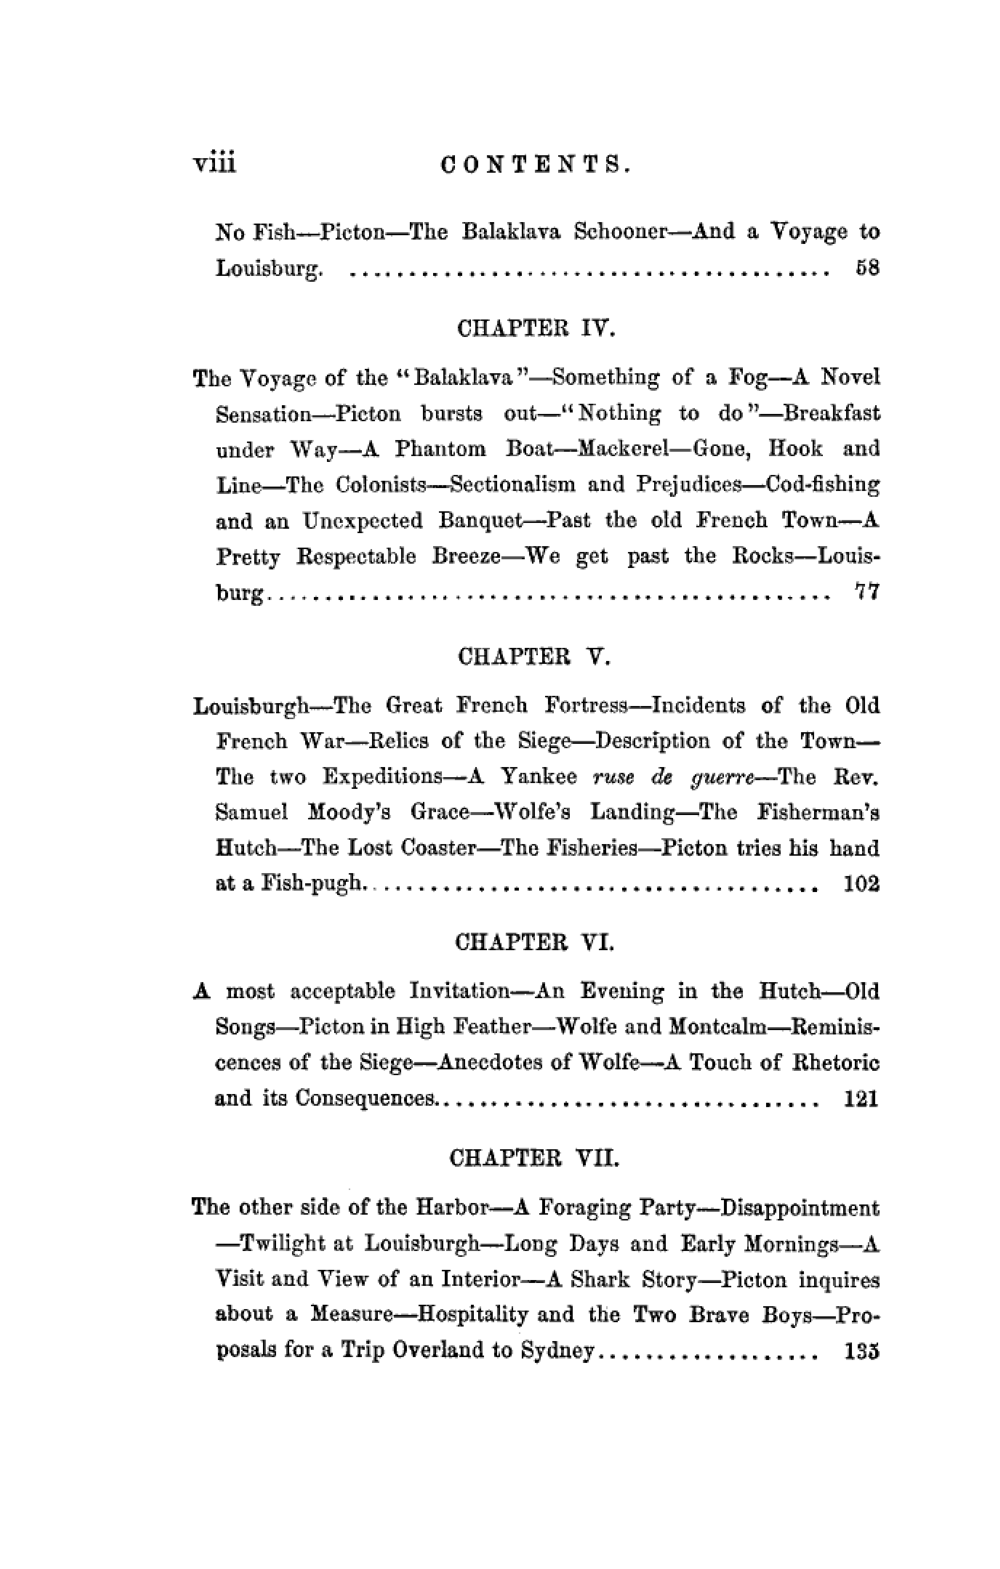 viii CONTENTS.
No Fish—Picton—The Balaklava Schooner—And a Voyage to
Louisburg. ........................................ 58
CHAPTER IV.
The Voyage of the “Balaklava”—Something of a Fog—A Novel
Sensation—Picton bursts out—“Nothing to do”—Breakfast
under Way—A Phantom Boat—Mackerel—Gone, Hook and
Line—The Colonists—Sectionalism and Prejudices—Cod-fishing
and an Unexpected Banquet—Past the old French Town—A
Pretty Respectable Breeze—We get past the Rocks—Louis-
burg................................................ 77
CHAPTER V.
Louisburgh—The Great French Fortress—Incidents of the Old
French War—Relics of the Siege—Description of the Town—
The two Expeditions—A Yankee ruse de guerre—The Rev.
Samuel Moody’s Grace—Wolfe’s Landing—The Fisherman’s
Hutch—The Lost Coaster—The Fisheries—Picton tries his hand
at a Fish-pugh....................................... 102
CHAPTER VI.
A most acceptable Invitation—An Evening in the Hutch—Old
Songs—Picton in High Feather—Wolfe and Montcalm—Reminis-
cences of the Siege—Anecdotes of Wolfe—A Touch of Rhetoric
and its Consequences................................. 121
CHAPTER VII.
The other side of the Harbor—A Foraging Party—Disappointment
—Twilight at Louisburgh—Long Days and Early Mornings—A
Visit and View of an Interior—A Shark Story—Picton inquires
about a Measure—Hospitality and the Two Brave Boys—Pro-
posals for a Trip Overland to Sydney................... 135